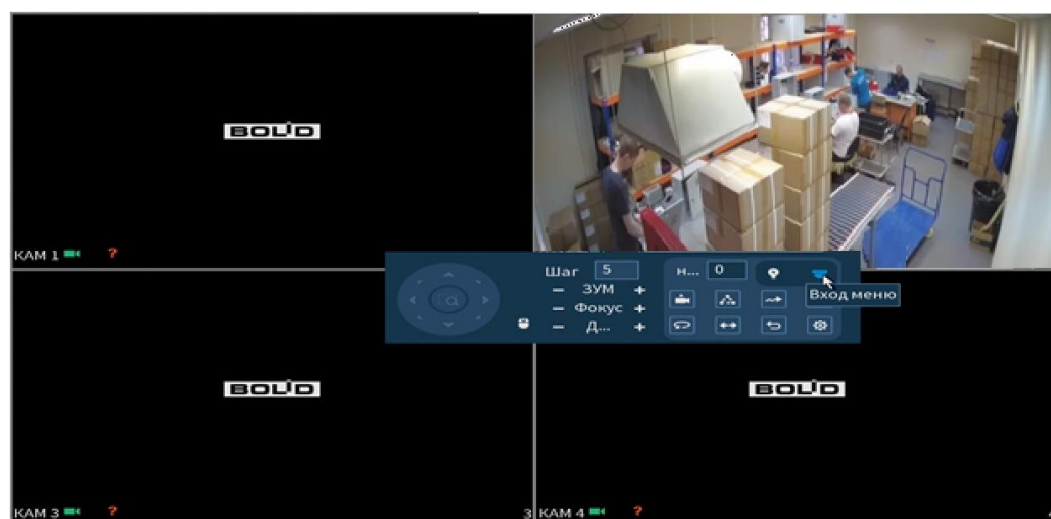 BOLID
КАМ 1 ?
Шаг 5
н... 0
Вход меню
– ЗУМ +
– Фокус +
– Д... +
BOLID
BOLID
КАМ 3 ?
3
КАМ 4 ?